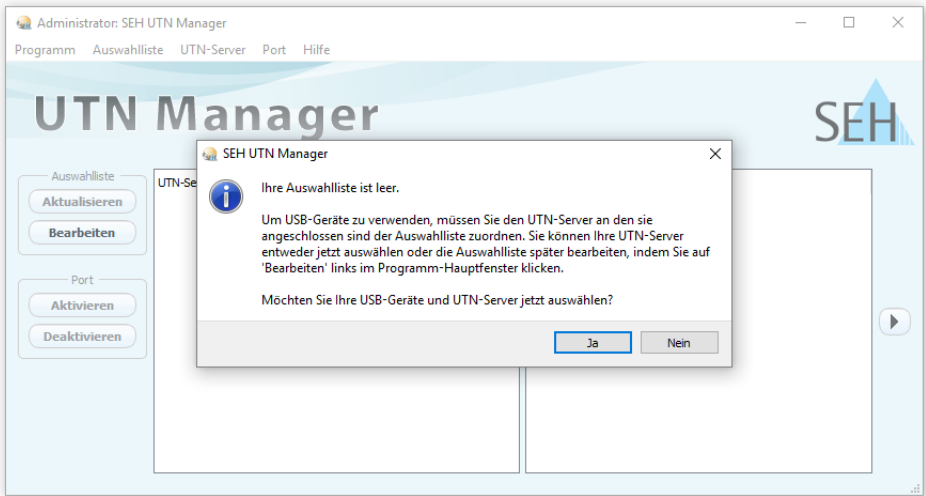 Administrator: SEH UTN Manager
Programm Auswahlliste UTN-Server Port Hilfe
UTN Manager
SEH
SEH UTN Manager
Auswahlliste
Aktualisieren
Bearbeiten
Port
Aktivieren
Deaktivieren
UTN-Se
Ihre Auswahlliste ist leer.
Um USB-Geräte zu verwenden, müssen Sie den UTN-Server an den sie
angeschlossen sind der Auswahlliste zuordnen. Sie können Ihre UTN-Server
entweder jetzt auswählen oder die Auswahlliste später bearbeiten, indem Sie auf
'Bearbeiten' links im Programm-Hauptfenster klicken.
Möchten Sie Ihre USB-Geräte und UTN-Server jetzt auswählen?
Ja
Nein